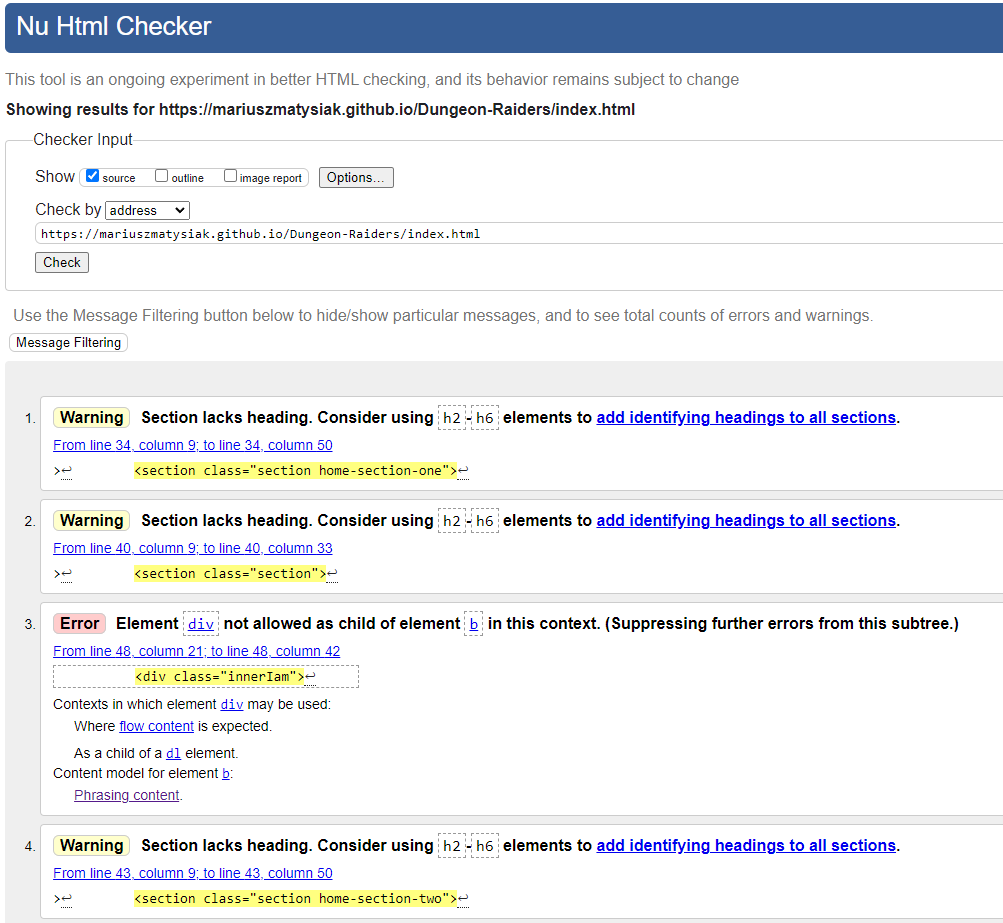 Nu Html Checker
This tool is an ongoing experiment in better HTML checking, and its behavior remains subject to change
Showing results for https://mariuszmatysiak.github.io/Dungeon-Raiders/index.html
Checker Input
Show source outline image report Options...
Check by address
https://mariuszmatysiak.github.io/Dungeon-Raiders/index.html
Check
Use the Message Filtering button below to hide/show particular messages, and to see total counts of errors and warnings.
Message Filtering
1. Warning Section lacks heading. Consider using h2-h6 elements to add identifying headings to all sections.
From line 34, column 9; to line 34, column 50
>↩ <section class="section home-section-one">↩
2. Warning Section lacks heading. Consider using h2-h6 elements to add identifying headings to all sections.
From line 40, column 9; to line 40, column 33
>↩ <section class="section">↩
3. Error Element div not allowed as child of element b in this context. (Suppressing further errors from this subtree.)
From line 48, column 21; to line 48, column 42
<div class="innerIam">↩
Contexts in which element div may be used:
Where flow content is expected.
As a child of a dl element.
Content model for element b:
Phrasing content.
4. Warning Section lacks heading. Consider using h2-h6 elements to add identifying headings to all sections.
From line 43, column 9; to line 43, column 50
>↩ <section class="section home-section-two">↩